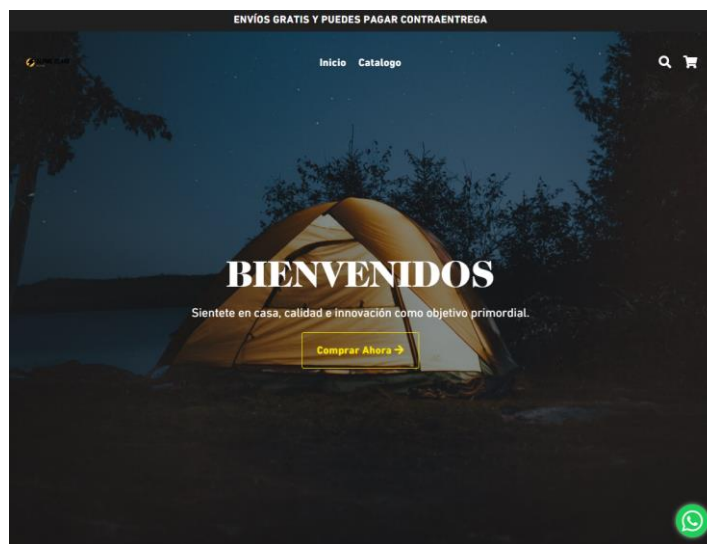 ENVÍOS GRATIS Y PUEDES PAGAR CONTRAENTREGA
Inicio Catalogo
BIENVENIDOS
Sientete en casa, calidad e innovación como objetivo primordial.
Comprar Ahora →